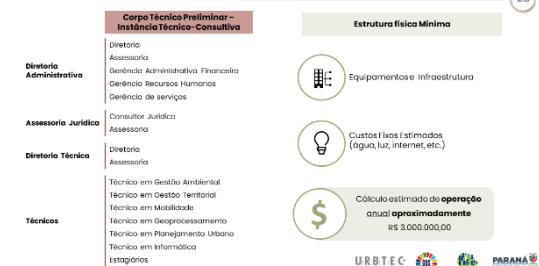 Corpo Técnico Preliminar –
Instância Técnico-Consultiva
Diretoria
Administrativa
Diretoria
Assessoria
Gerência Administrativa Financeira
Gerência Recursos Humanos
Gerência de serviços
Assessoria Jurídica
Consultor Jurídica
Assessoria
Diretoria Técnica
Diretoria
Assessoria
Técnicos
Técnico em Gestão Ambiental
Técnico em Gestão Territorial
Técnico em Mobilidade
Técnico em Geoprocessamento
Técnico em Planejamento Urbano
Técnico em Informática
Estagiários
Estrutura física Mínima
Equipamentos e Infraestrutura
Custos Fixos Estimados
(água, luz, internet, etc.)
$
Cálculo estimado de operação
anual aproximadamente
R$ 3.000.000,00
URBTEC
PARANÁ